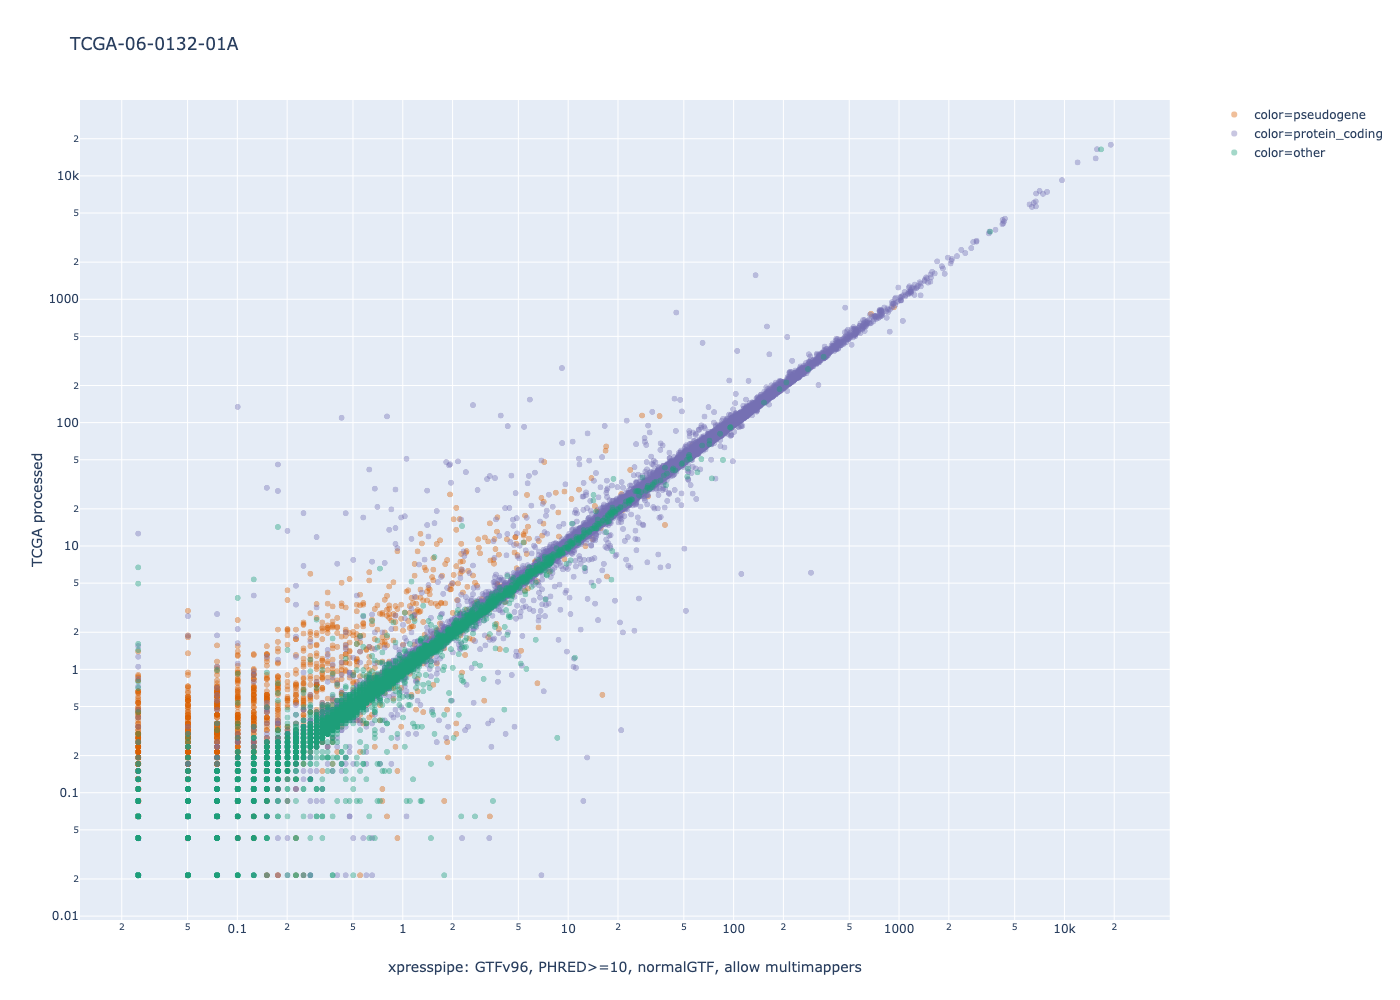 TCGA-06-0132-01A
color=pseudogene
color=protein_coding
color=other
2
10k
5
2
1000
5
2
100
5
2
10
5
2
1
5
2
0.1
5
2
0.01
TCGA processed
2 5 0.1 2 5 1 2 5 10 2 5 100 2 5 1000 2 5 10k 2
xpresspipe: GTFv96, PHRED>=10, normalGTF, allow multimappers